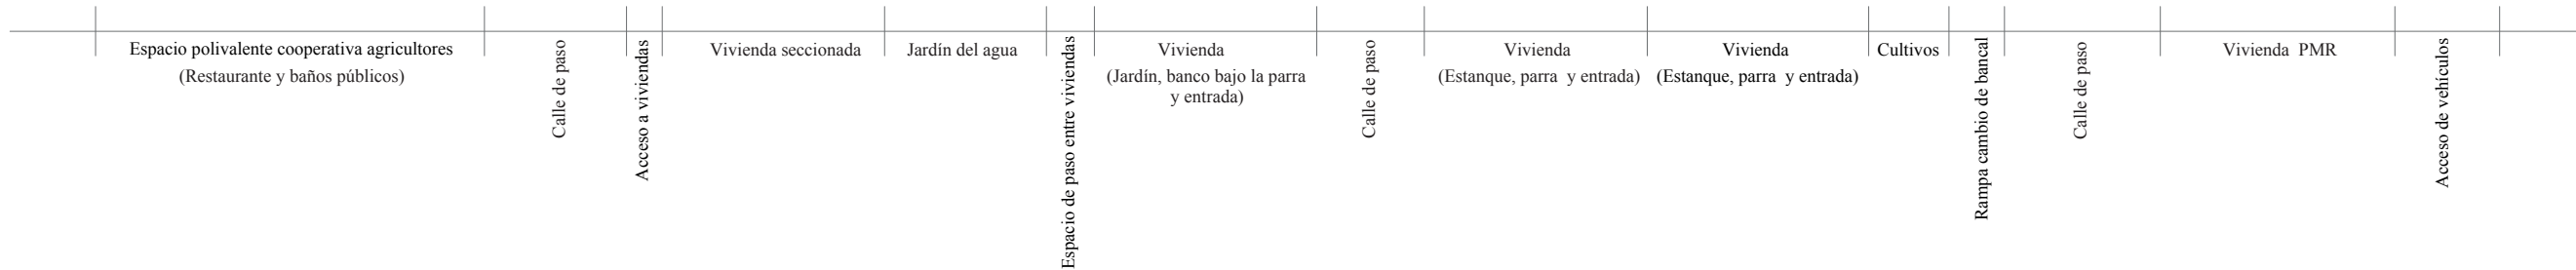 Espacio polivalente cooperativa agricultores
(Restaurante y baños públicos)
Calle de paso
Acceso a viviendas
Vivienda seccionada
Jardín del agua
Espacio de paso entre viviendas
Vivienda
(Jardín, banco bajo la parra
y entrada)
Calle de paso
Vivienda
(Estanque, parra y entrada)
Vivienda
(Estanque, parra y entrada)
Cultivos
Rampa cambio de bancal
Calle de paso
Vivienda PMR
Acceso de vehículos